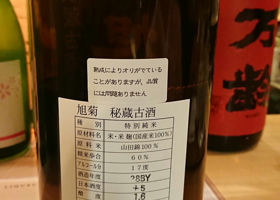 熟成によりオリがでている
ことがありますが、品質
には問題ありません
旭菊 秘蔵古酒
種別 特別純米
原材料名 米・米麹(国産米100%)
原料米 山田錦100%
精米歩合 60%
アルコール分 17度
酒造年度 28BY
日本酒度 +5
酸度 1.6
万齢